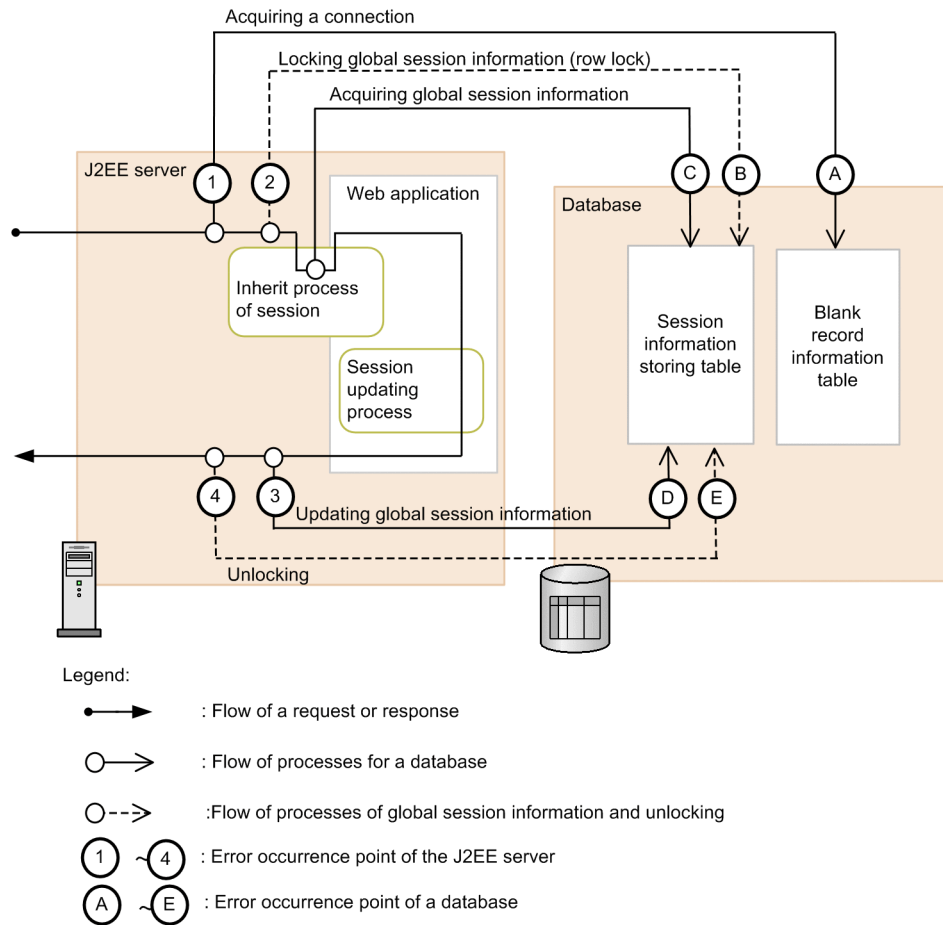 Acquiring a connection
Locking global session information (row lock)
Acquiring global session information
J2EE server
1
2
C
B
A
Web application
Database
Inherit process
of session
Session
information
storing table
Blank
record
information
table
Session
updating
process
4
3
D
E
Updating global session information
Unlocking
Legend:
: Flow of a request or response
: Flow of processes for a database
:Flow of processes of global session information and unlocking
1 ~ 4 : Error occurrence point of the J2EE server
A ~ E : Error occurrence point of a database